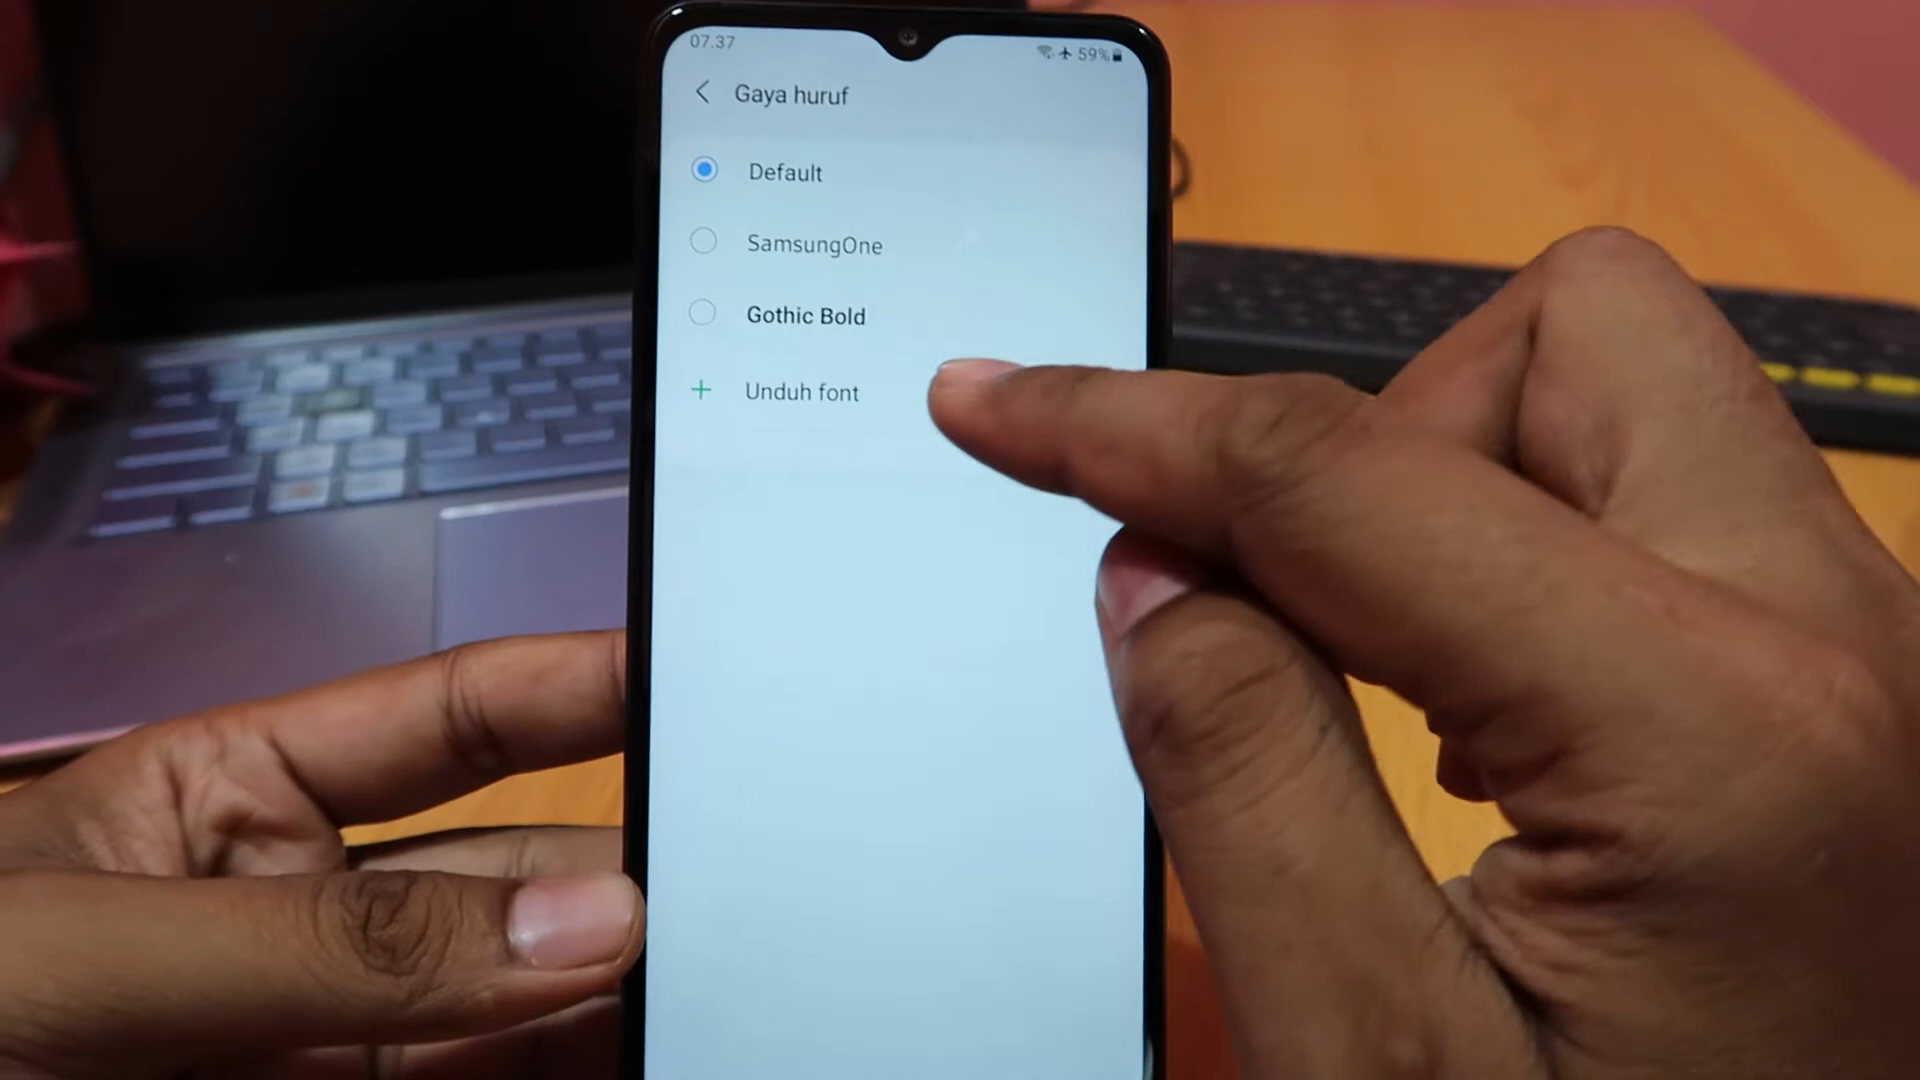 07.37
59%
Gaya huruf
Default
SamsungOne
Gothic Bold
Unduh font